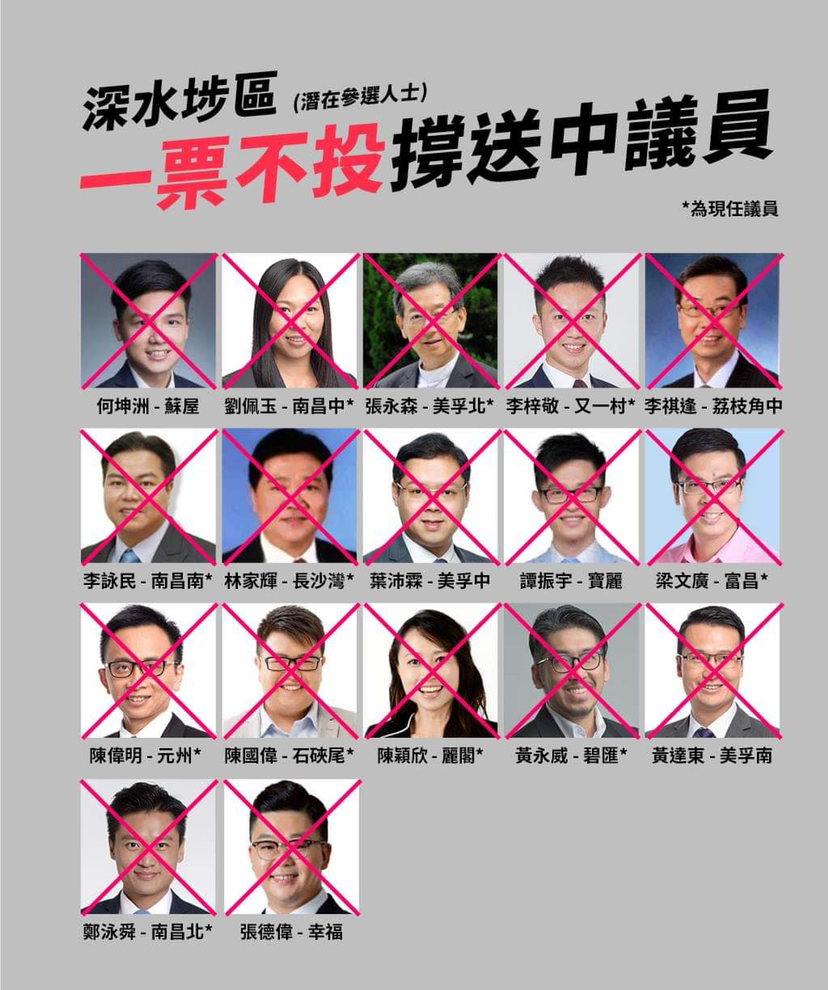 深水埗區 (潛在參選人士)
一票不投撐送中議員
*為現任議員
何坤洲 - 蘇屋
劉佩玉 - 南昌中*
張永森 - 美孚北*
李梓敬 - 又一村*
李祺逢 - 荔枝角中
李詠民 - 南昌南*
林家輝 - 長沙灣*
葉沛霖 - 美孚中
譚振宇 - 寶麗
梁文廣 - 富昌*
陳偉明 - 元州*
陳國偉 - 石硤尾*
陳穎欣 - 麗閣*
黃永威 - 碧匯*
黃達東 - 美孚南
鄭泳舜 - 南昌北*
張德偉 - 幸福